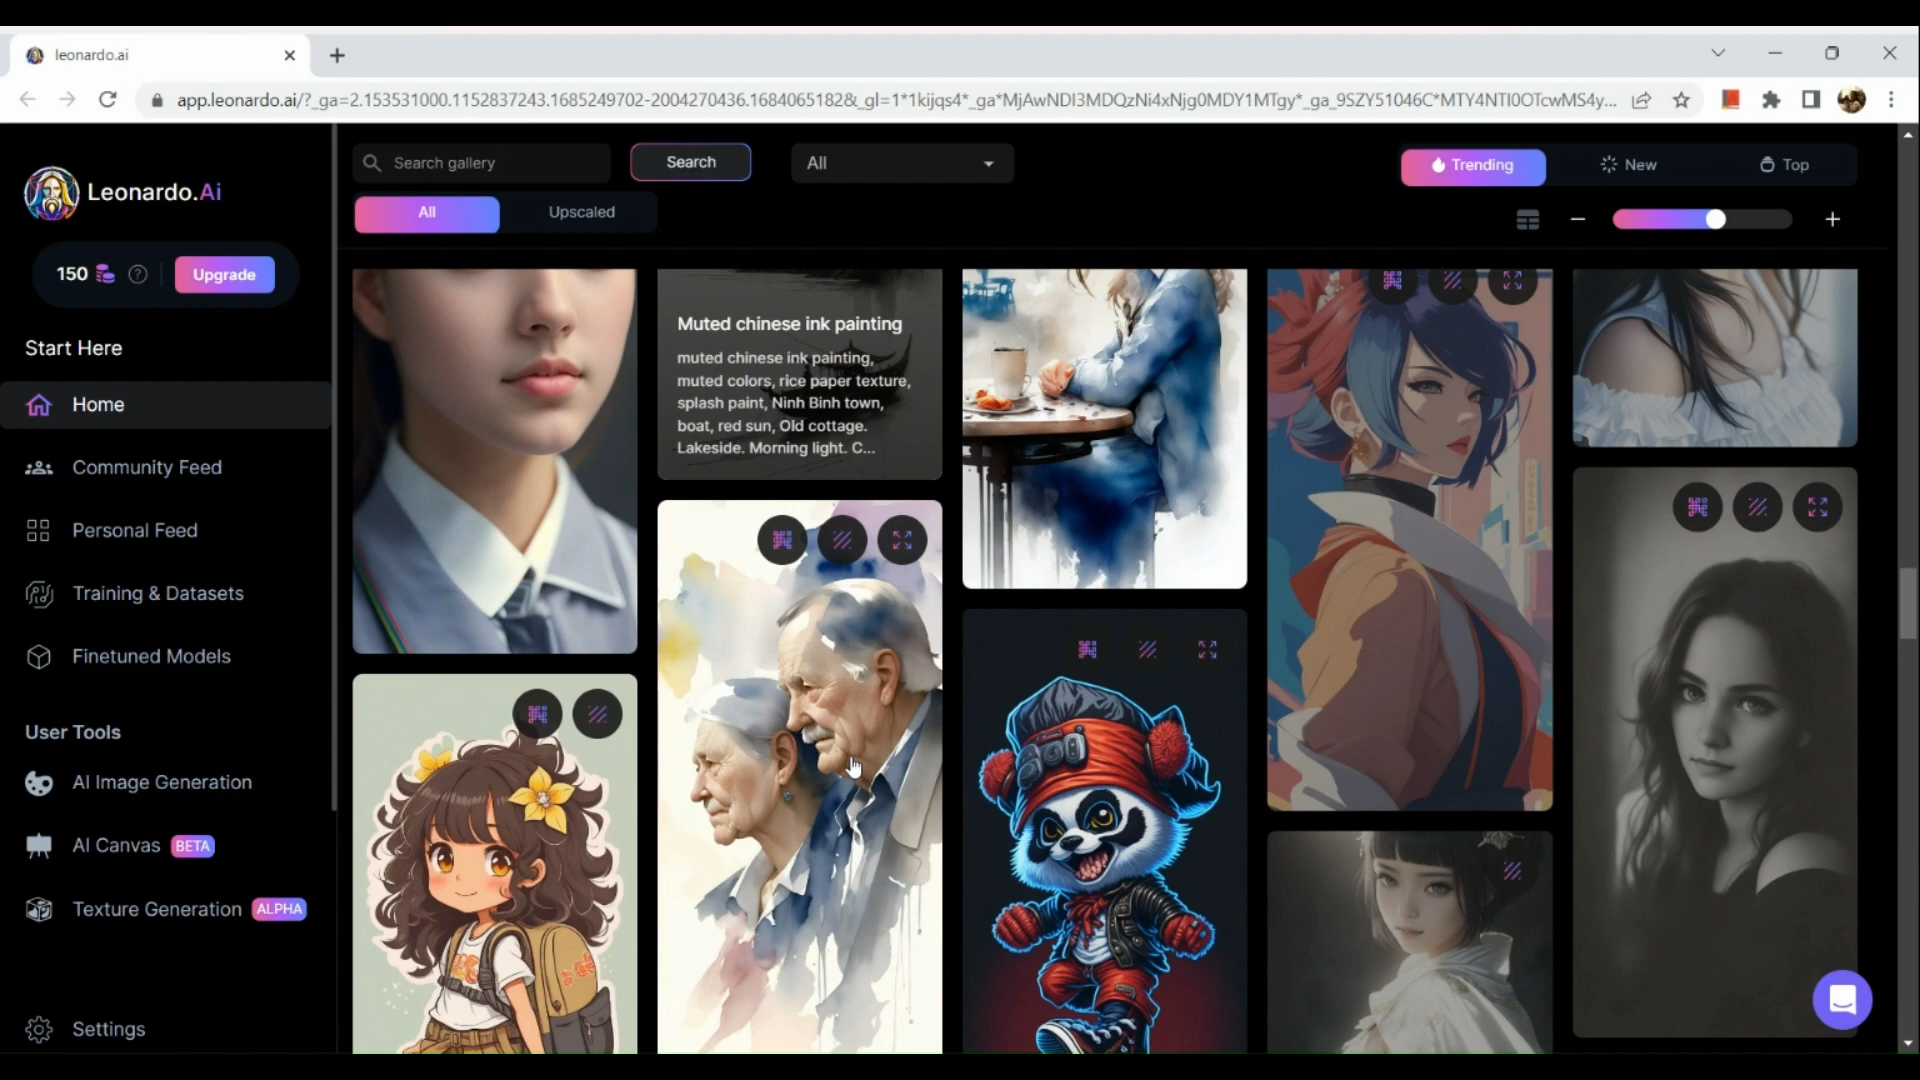 leonardo.ai
app.leonardo.ai/?_ga=2.153531000.1152837243.1685249702-2004270436.1684065182&_gl=1*1kijqs4*_ga*MjAwNDI3MDQzNi4xNjg0MDY1MTgy*_ga_9SZY51046C*MTY4NTI0OTcwMS4y...
Leonardo.Ai
Search gallery
Search
All
Trending
New
Top
All
Upscaled
150
Upgrade
Start Here
Home
Community Feed
Personal Feed
Training & Datasets
Finetuned Models
User Tools
AI Image Generation
AI Canvas BETA
Texture Generation ALPHA
Settings
Muted chinese ink painting
muted chinese ink painting,
muted colors, rice paper texture,
splash paint, Ninh Binh town,
boat, red sun, Old cottage.
Lakeside. Morning light. C...